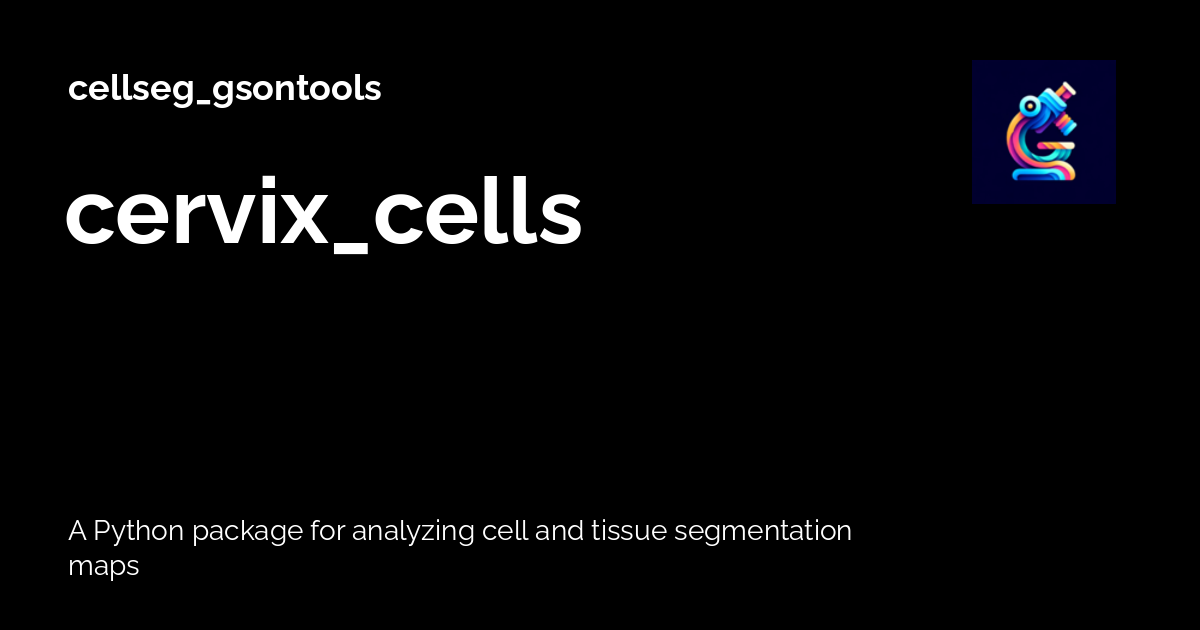 cellseg_gsontools
cervix_cells
A Python package for analyzing cell and tissue segmentation
maps